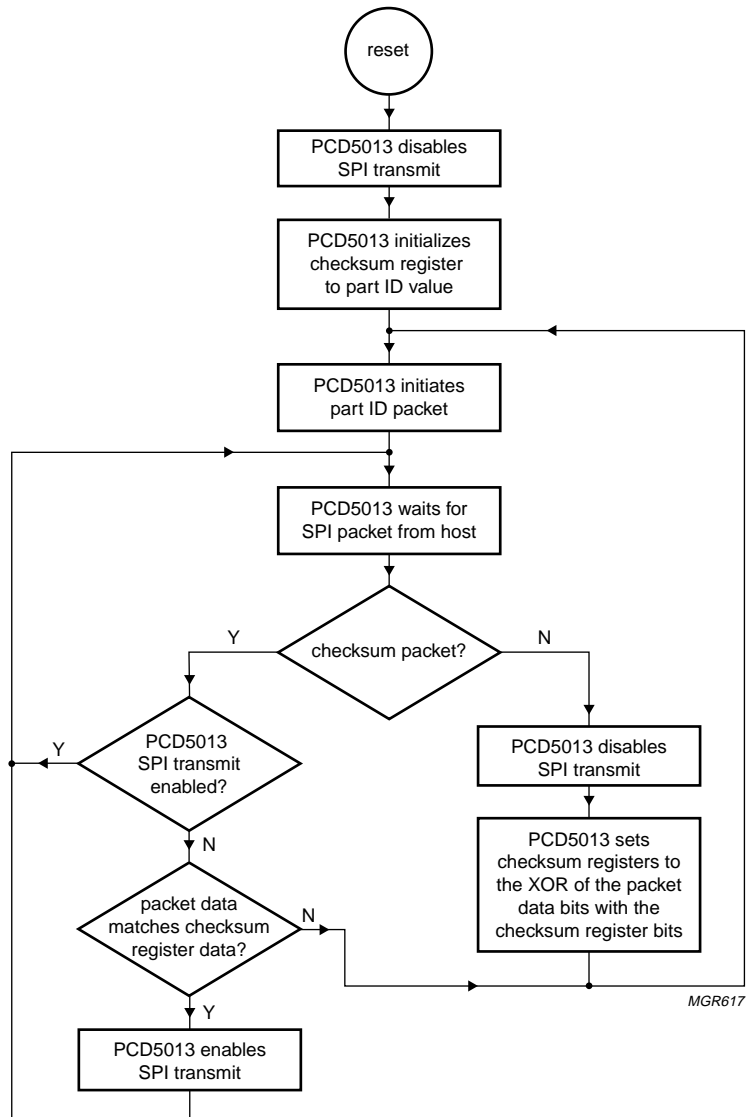 reset
PCD5013 disables
SPI transmit
PCD5013 initializes
checksum register
to part ID value
PCD5013 initiates
part ID packet
PCD5013 waits for
SPI packet from host
checksum packet?
Y
N
PCD5013
SPI transmit
enabled?
Y
N
PCD5013 disables
SPI transmit
PCD5013 sets
checksum registers to
the XOR of the packet
data bits with the
checksum register bits
packet data
matches checksum
register data?
N
Y
MGR617
PCD5013 enables
SPI transmit